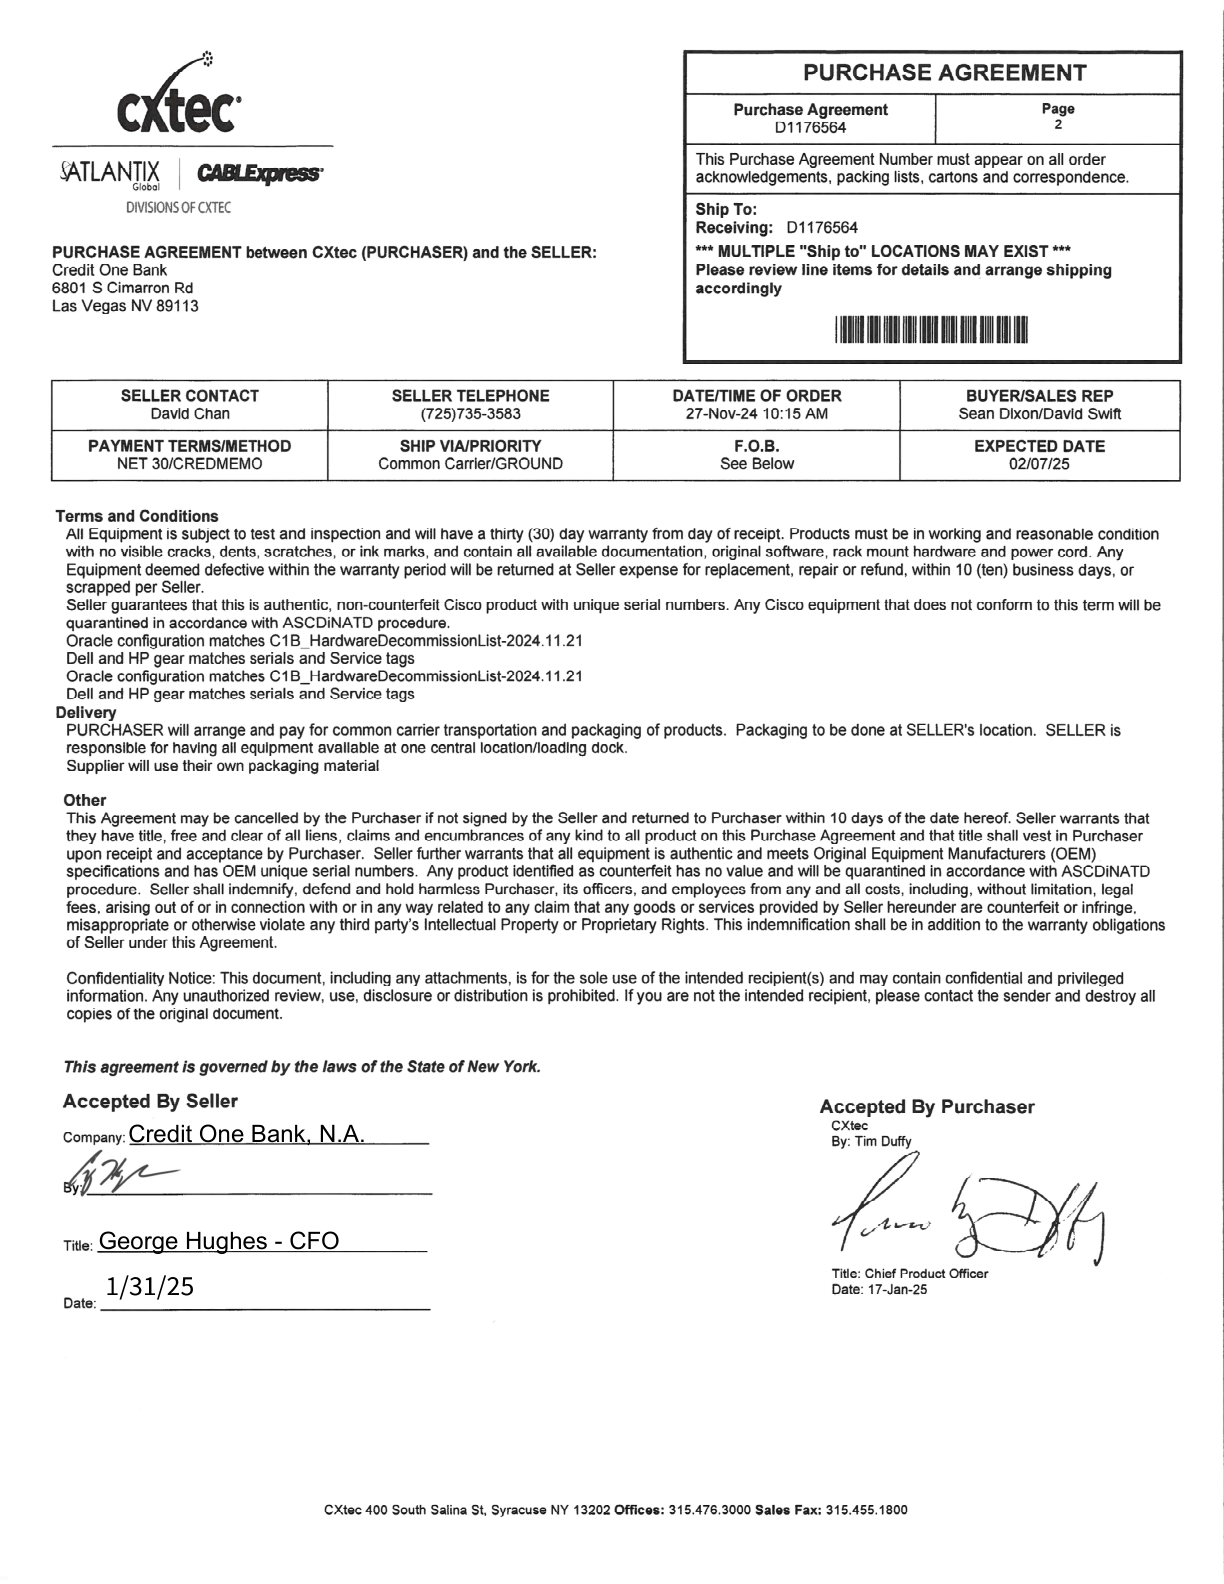 cxtec
ATLANTIX
Global
CABLExpress
DIVISIONS OF CXTEC
PURCHASE AGREEMENT between CXtec (PURCHASER) and the SELLER:
Credit One Bank
6801 S Cimarron Rd
Las Vegas NV 89113
PURCHASE AGREEMENT
Purchase Agreement
D1176564
Page
2
This Purchase Agreement Number must appear on all order
acknowledgements, packing lists, cartons and correspondence.
Ship To:
Receiving: D1176564
*** MULTIPLE "Ship to" LOCATIONS MAY EXIST ***
Please review line items for details and arrange shipping
accordingly
SELLER CONTACT
David Chan
SELLER TELEPHONE
(725)735-3583
DATE/TIME OF ORDER
27-Nov-24 10:15 AM
BUYER/SALES REP
Sean Dixon/David Swift
PAYMENT TERMS/METHOD
NET 30/CREDMEMO
SHIP VIA/PRIORITY
Common Carrier/GROUND
F.O.B.
See Below
EXPECTED DATE
02/07/25
Terms and Conditions
All Equipment is subject to test and inspection and will have a thirty (30) day warranty from day of receipt. Products must be in working and reasonable condition
with no visible cracks, dents, scratches, or ink marks, and contain all available documentation, original software, rack mount hardware and power cord. Any
Equipment deemed defective within the warranty period will be returned at Seller expense for replacement, repair or refund, within 10 (ten) business days, or
scrapped per Seller.
Seller guarantees that this is authentic, non-counterfeit Cisco product with unique serial numbers. Any Cisco equipment that does not conform to this term will be
quarantined in accordance with ASCDiNATD procedure.
Oracle configuration matches C1B_HardwareDecommissionList-2024.11.21
Dell and HP gear matches serials and Service tags
Oracle configuration matches C1B_HardwareDecommissionList-2024.11.21
Dell and HP gear matches serials and Service tags
Delivery
PURCHASER will arrange and pay for common carrier transportation and packaging of products. Packaging to be done at SELLER's location. SELLER is
responsible for having all equipment available at one central location/loading dock.
Supplier will use their own packaging material
Other
This Agreement may be cancelled by the Purchaser if not signed by the Seller and returned to Purchaser within 10 days of the date hereof. Seller warrants that
they have title, free and clear of all liens, claims and encumbrances of any kind to all product on this Purchase Agreement and that title shall vest in Purchaser
upon receipt and acceptance by Purchaser. Seller further warrants that all equipment is authentic and meets Original Equipment Manufacturers (OEM)
specifications and has OEM unique serial numbers. Any product identified as counterfeit has no value and will be quarantined in accordance with ASCDiNATD
procedure. Seller shall indemnify, defend and hold harmless Purchaser, its officers, and employees from any and all costs, including, without limitation, legal
fees, arising out of or in connection with or in any way related to any claim that any goods or services provided by Seller hereunder are counterfeit or infringe,
misappropriate or otherwise violate any third party's Intellectual Property or Proprietary Rights. This indemnification shall be in addition to the warranty obligations
of Seller under this Agreement.
Confidentiality Notice: This document, including any attachments, is for the sole use of the intended recipient(s) and may contain confidential and privileged
information. Any unauthorized review, use, disclosure or distribution is prohibited. If you are not the intended recipient, please contact the sender and destroy all
copies of the original document.
This agreement is governed by the laws of the State of New York.
Accepted By Seller
Company: Credit One Bank, N.A.
By:
Title: George Hughes - CFO
Date: 1/31/25
Accepted By Purchaser
CXtec
By: Tim Duffy
Title: Chief Product Officer
Date: 17-Jan-25
CXtec 400 South Salina St, Syracuse NY 13202 Offices: 315.476.3000 Sales Fax: 315.455.1800